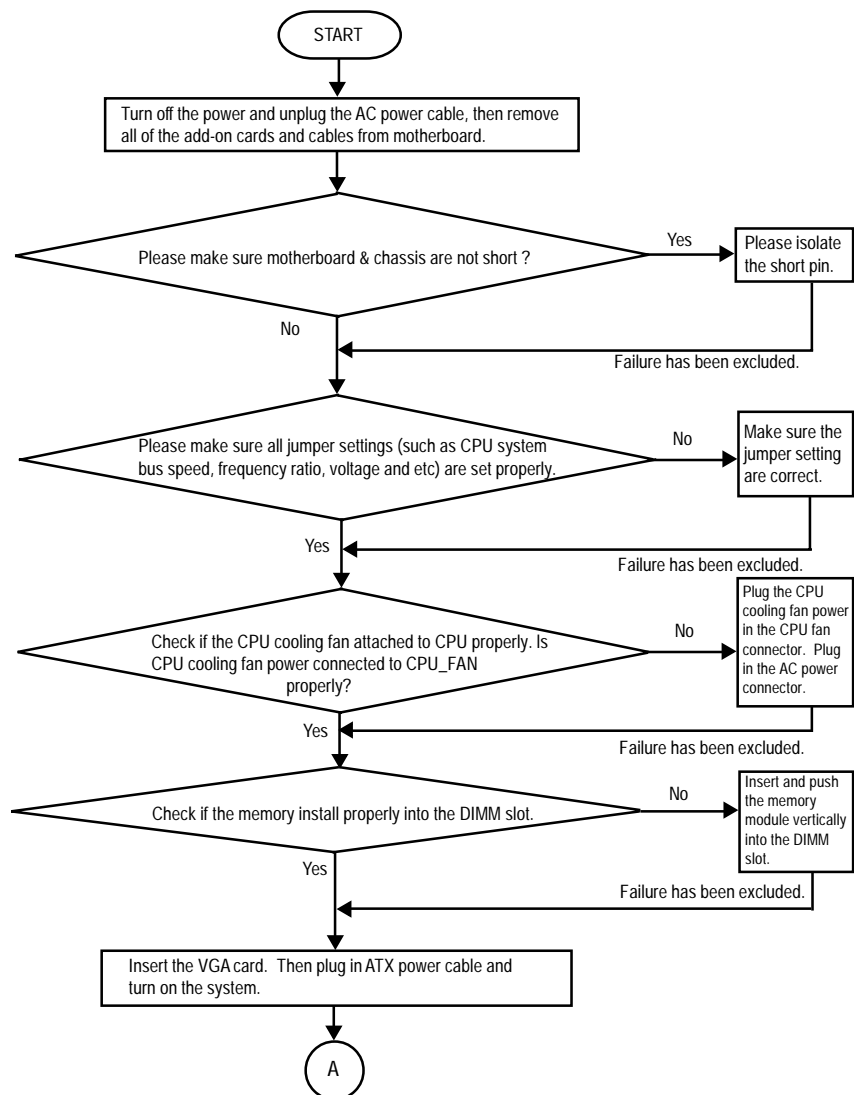 START
Turn off the power and unplug the AC power cable, then remove
all of the add-on cards and cables from motherboard.
Please make sure motherboard & chassis are not short ?
Yes
Please isolate
the short pin.
No
Failure has been excluded.
Please make sure all jumper settings (such as CPU system
bus speed, frequency ratio, voltage and etc) are set properly.
No
Make sure the
jumper setting
are correct.
Yes
Failure has been excluded.
Check if the CPU cooling fan attached to CPU properly. Is
CPU cooling fan power connected to CPU_FAN
properly?
No
Plug the CPU
cooling fan power
in the CPU fan
connector. Plug
in the AC power
connector.
Yes
Failure has been excluded.
Check if the memory install properly into the DIMM slot.
No
Insert and push
the memory
module vertically
into the DIMM
slot.
Yes
Failure has been excluded.
Insert the VGA card. Then plug in ATX power cable and
turn on the system.
A